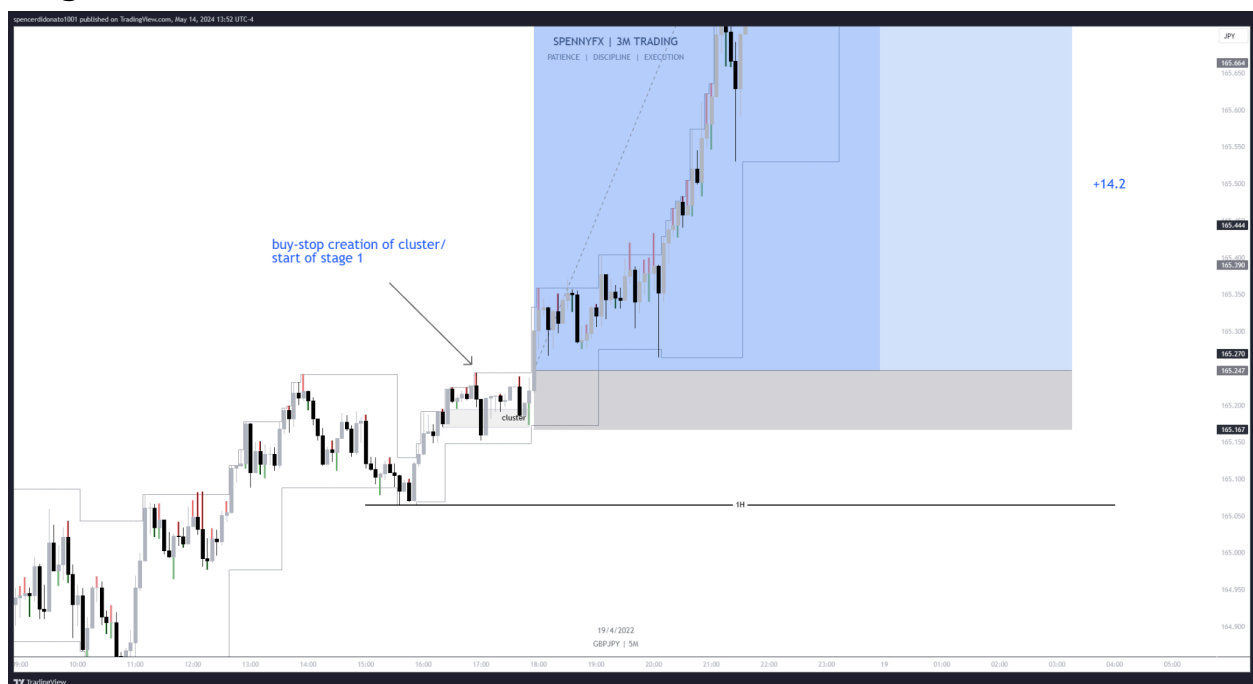 spencerdidonato1001 published on TradingView.com, May 14, 2024 13:52 UTC-4
SPENNYFX | 3M TRADING
PATIENCE | DISCIPLINE | EXECUTION
JPY
165.664
165.650
165.600
165.550
165.500
+14.2
165.444
buy-stop creation of cluster/
start of stage 1
165.400
165.390
165.350
165.300
165.270
165.247
165.200
cluster
165.167
165.150
165.100
1H
165.050
165.000
164.950
19/4/2022
164.900
GBPJPY | 5M
09:00 10:00 11:00 12:00 13:00 14:00 15:00 16:00 17:00 18:00 19:00 20:00 21:00 22:00 23:00 19 01:00 02:00 03:00 04:00 05:00
TradingView